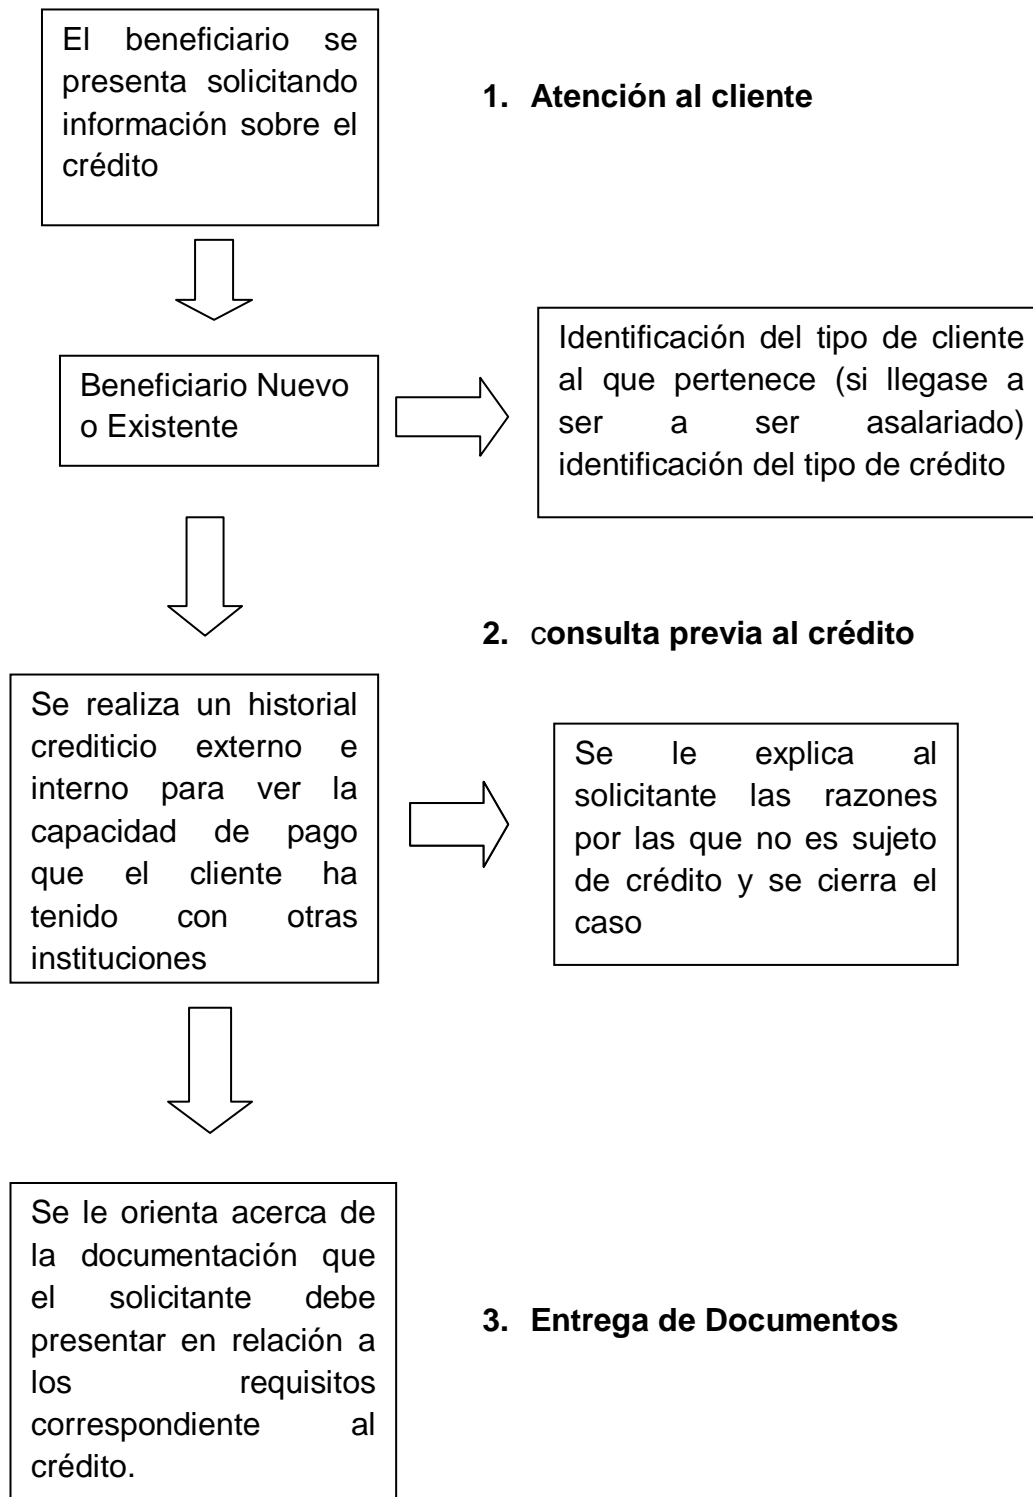 El beneficiario se
presenta solicitando
información sobre el
crédito
1. Atención al cliente
Beneficiario Nuevo
o Existente
Identificación del tipo de cliente
al que pertenece (si llegase a
ser a ser asalariado)
identificación del tipo de crédito
2. consulta previa al crédito
Se realiza un historial
crediticio externo e
interno para ver la
capacidad de pago
que el cliente ha
tenido con otras
instituciones
Se le explica al
solicitante las razones
por las que no es sujeto
de crédito y se cierra el
caso
Se le orienta acerca de
la documentación que
el solicitante debe
presentar en relación a
los requisitos
correspondiente al
crédito.
3. Entrega de Documentos